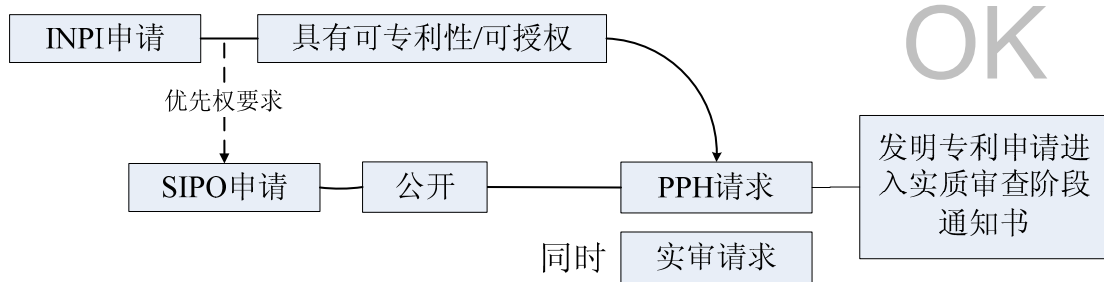 INPI申请
具有可专利性/可授权
OK
优先权要求
SIPO申请
公开
PPH请求
发明专利申请进
入实质审查阶段
通知书
同时
实审请求